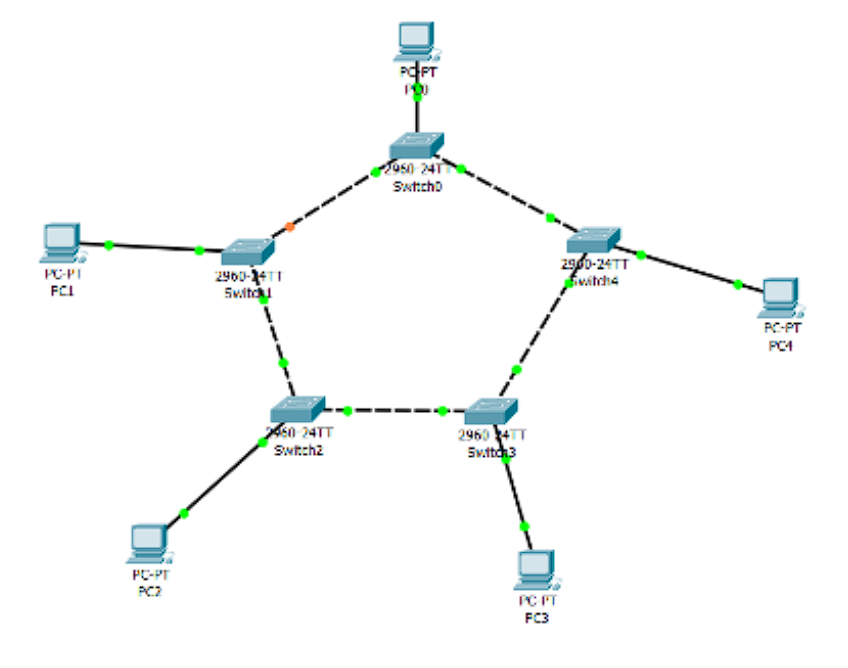 PC-PT
PC0
2960-24TT
Switch0
PC-PT
PC1
2960-24TT
Switch1
2960-24TT
Switch4
PC-PT
PC4
2960-24TT
Switch2
2960-24TT
Switch3
PC-PT
PC2
PC-PT
PC3